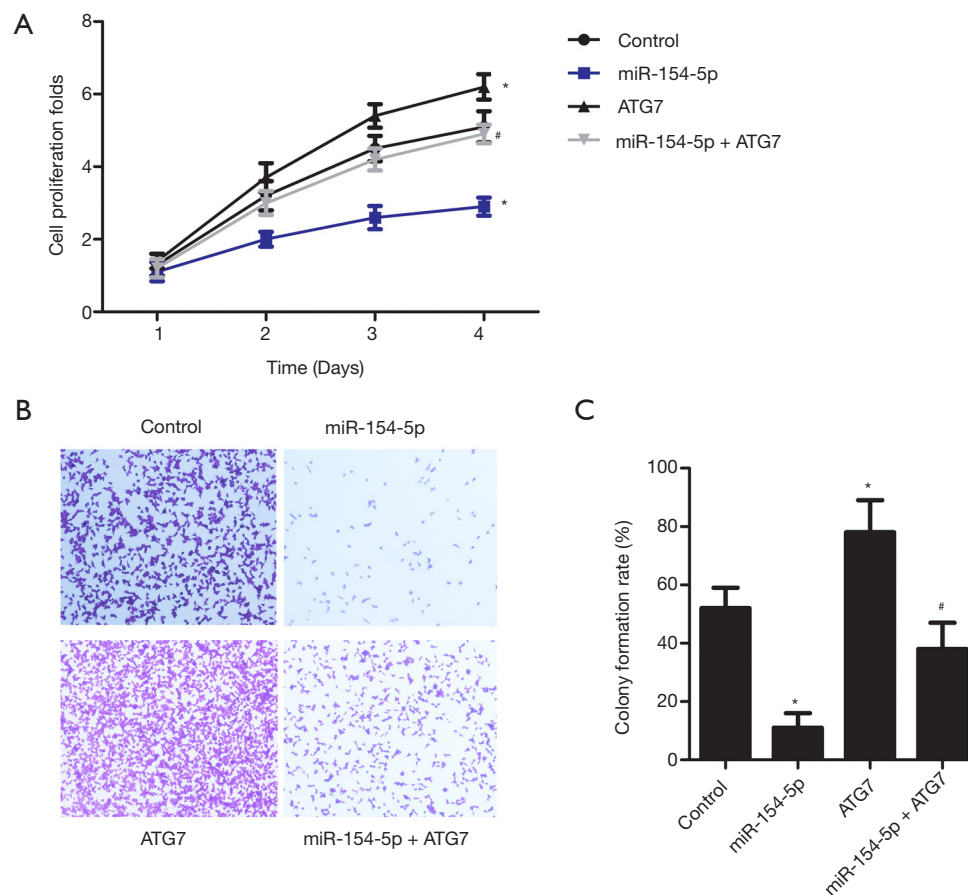 A
8
6
4
2
0
Cell proliferation folds
1 2 3 4
Time (Days)
*
#
*
Control
miR-154-5p
ATG7
miR-154-5p + ATG7
B
Control miR-154-5p
ATG7 miR-154-5p + ATG7
C
100
80
60
40
20
0
Colony formation rate (%)
*
*
#
Control
miR-154-5p
ATG7
miR-154-5p + ATG7